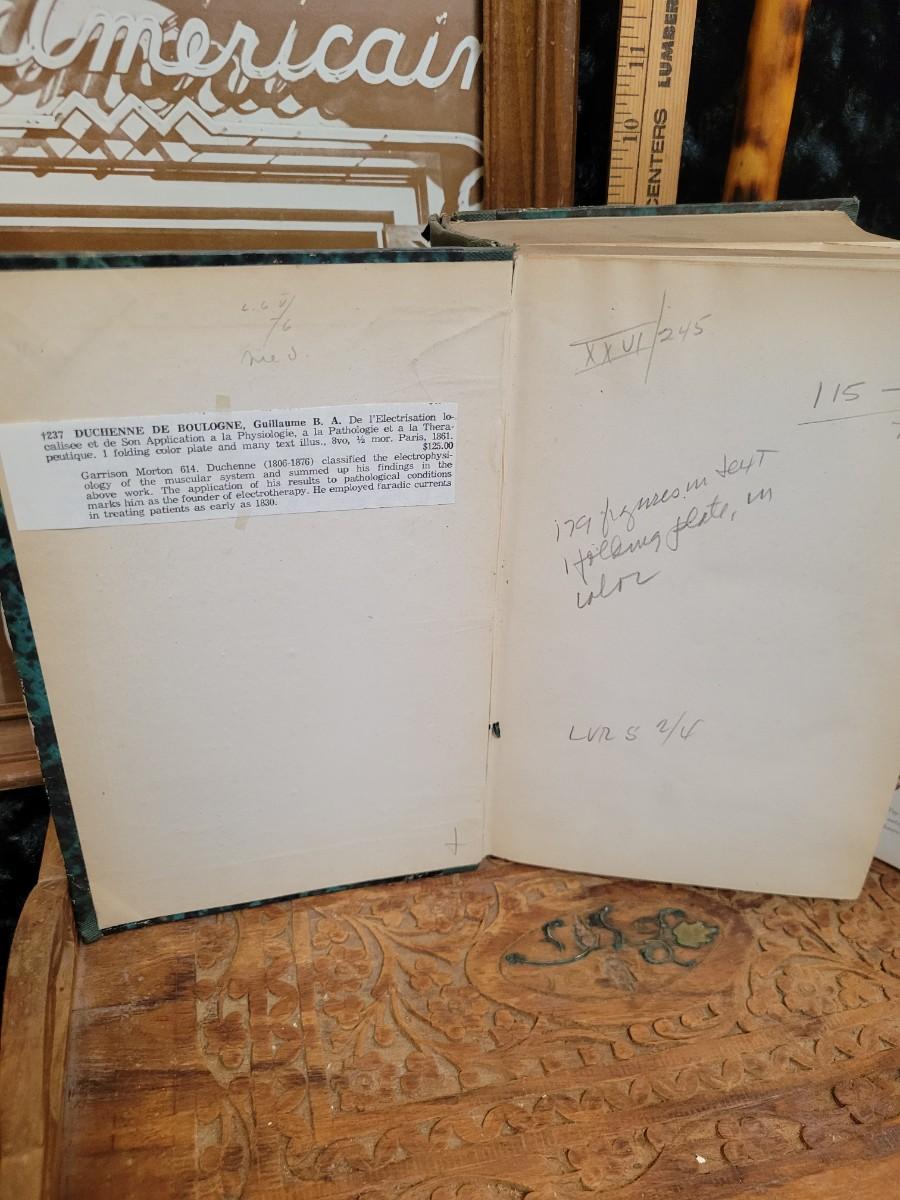 américain
11
10
CENTERS LUMBER
†237 DUCHENNE DE BOULOGNE, Guillaume B. A. De l'Electrisation lo-
calisee et de Son Application a la Physiologie, a la Pathologie et a la Thera-
peutique. 1 folding color plate and many text illus., 8vo, ½ mor. Paris, 1861.
$125.00
Garrison Morton 614. Duchenne (1806-1876) classified the electrophysi-
ology of the muscular system and summed up his findings in the
above work. The application of his results to pathological conditions
marks him as the founder of electrotherapy. He employed faradic currents
in treating patients as early as 1830.
XXVI/245
115 —
179 figures in text
1 folding plate, in
color